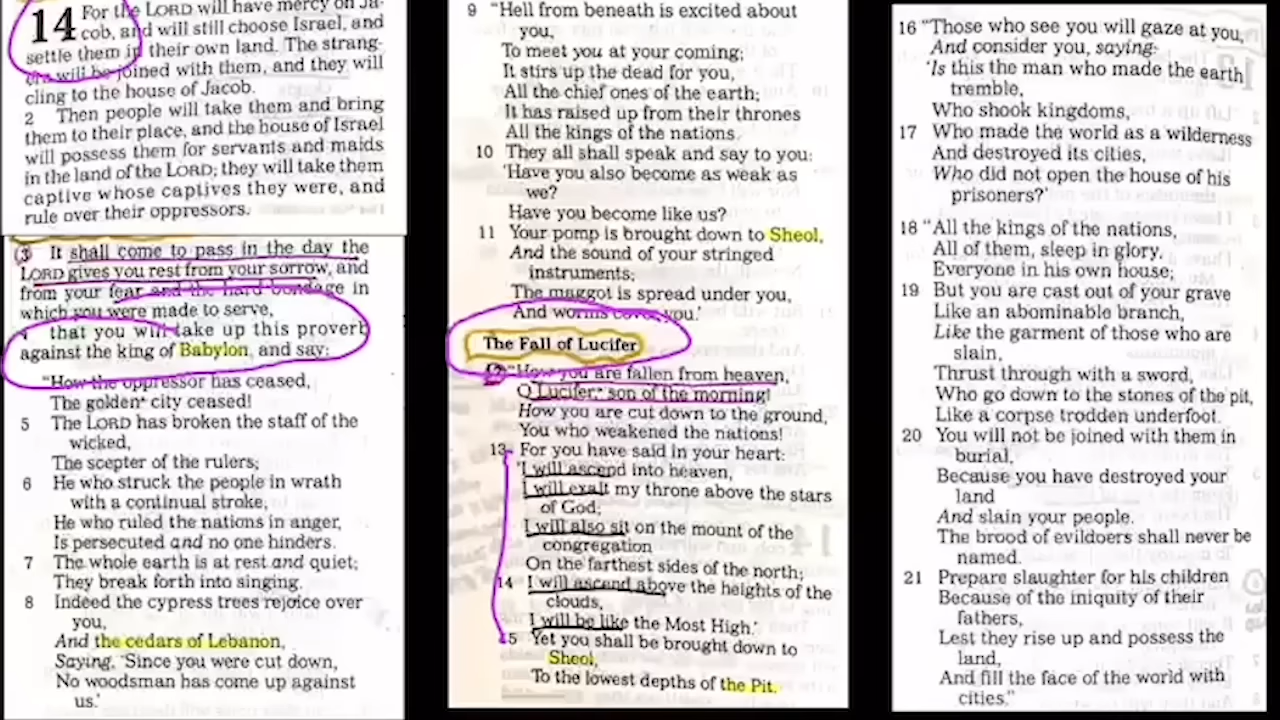 14 For the LORD will have mercy on Ja-
cob, and will still choose Israel, and
settle them in their own land. The strang-
ers will be joined with them, and they will
cling to the house of Jacob.
2 Then people will take them and bring
them to their place, and the house of Israel
will possess them for servants and maids
in the land of the LORD; they will take them
captive whose captives they were, and
rule over their oppressors.
3 It shall come to pass in the day the
LORD gives you rest from your sorrow, and
from your fear and the hard bondage in
which you were made to serve,
4 that you will take up this proverb
against the king of Babylon, and say:
"How the oppressor has ceased,
The golden* city ceased!
5 The LORD has broken the staff of the
wicked,
The scepter of the rulers;
6 He who struck the people in wrath
with a continual stroke,
He who ruled the nations in anger,
Is persecuted and no one hinders.
7 The whole earth is at rest and quiet;
They break forth into singing.
8 Indeed the cypress trees rejoice over
you,
And the cedars of Lebanon,
Saying, 'Since you were cut down,
No woodsman has come up against
us.'
9 "Hell from beneath is excited about
you,
To meet you at your coming;
It stirs up the dead for you,
All the chief ones of the earth;
It has raised up from their thrones
All the kings of the nations.
10 They all shall speak and say to you:
'Have you also become as weak as
we?
Have you become like us?
11 Your pomp is brought down to Sheol,
And the sound of your stringed
instruments;
The maggot is spread under you,
And worms cover you.'
The Fall of Lucifer
12 "How you are fallen from heaven,
O Lucifer,* son of the morning!
How you are cut down to the ground,
You who weakened the nations!
13 For you have said in your heart:
'I will ascend into heaven,
I will exalt my throne above the stars
of God;
I will also sit on the mount of the
congregation
On the farthest sides of the north;
14 I will ascend above the heights of the
clouds,
I will be like the Most High.'
15 Yet you shall be brought down to
Sheol,
To the lowest depths of the Pit.
16 "Those who see you will gaze at you,
And consider you, saying:
'Is this the man who made the earth
tremble,
Who shook kingdoms,
17 Who made the world as a wilderness
And destroyed its cities,
Who did not open the house of his
prisoners?'
18 "All the kings of the nations,
All of them, sleep in glory,
Everyone in his own house;
19 But you are cast out of your grave
Like an abominable branch,
Like the garment of those who are
slain,
Thrust through with a sword,
Who go down to the stones of the pit,
Like a corpse trodden underfoot.
20 You will not be joined with them in
burial,
Because you have destroyed your
land
And slain your people.
The brood of evildoers shall never be
named.
21 Prepare slaughter for his children
Because of the iniquity of their
fathers,
Lest they rise up and possess the
land,
And fill the face of the world with
cities."